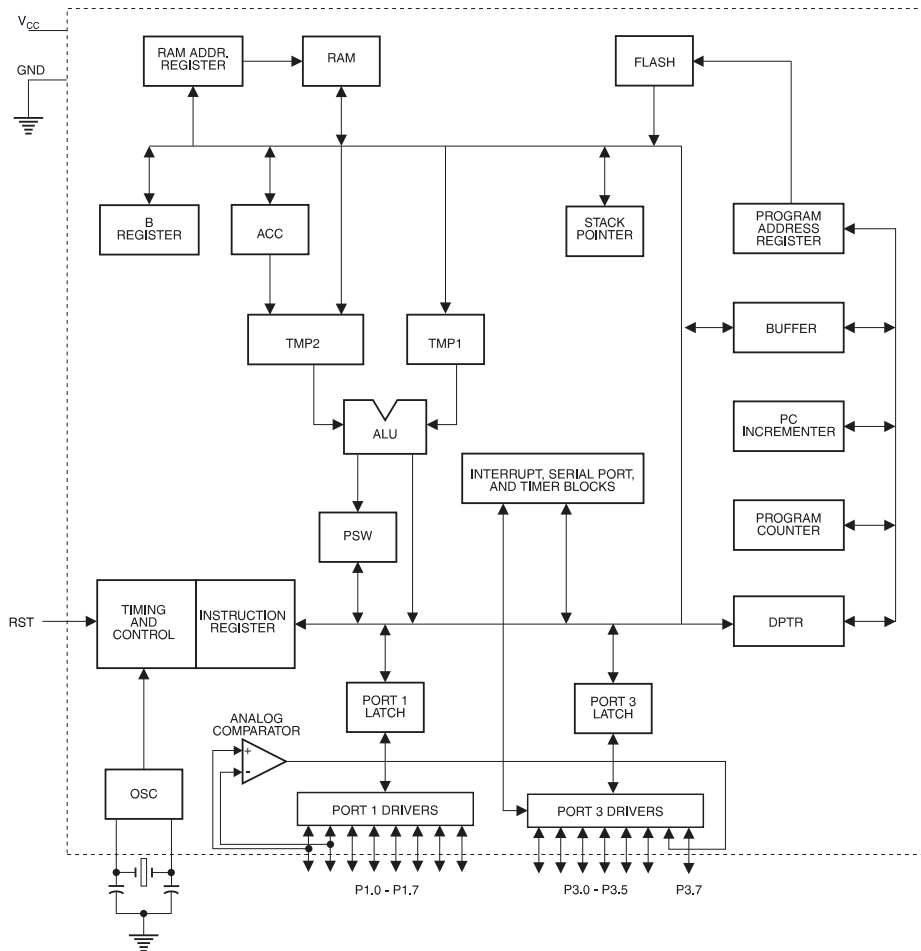 V_CC
GND
RAM ADDR.
REGISTER
RAM
FLASH
B
REGISTER
ACC
STACK
POINTER
PROGRAM
ADDRESS
REGISTER
TMP2
TMP1
BUFFER
ALU
PC
INCREMENTER
INTERRUPT, SERIAL PORT,
AND TIMER BLOCKS
PSW
PROGRAM
COUNTER
RST
TIMING
AND
CONTROL
INSTRUCTION
REGISTER
DPTR
PORT 1
LATCH
PORT 3
LATCH
ANALOG
COMPARATOR
+
-
OSC
PORT 1 DRIVERS
PORT 3 DRIVERS
P1.0 - P1.7
P3.0 - P3.5
P3.7